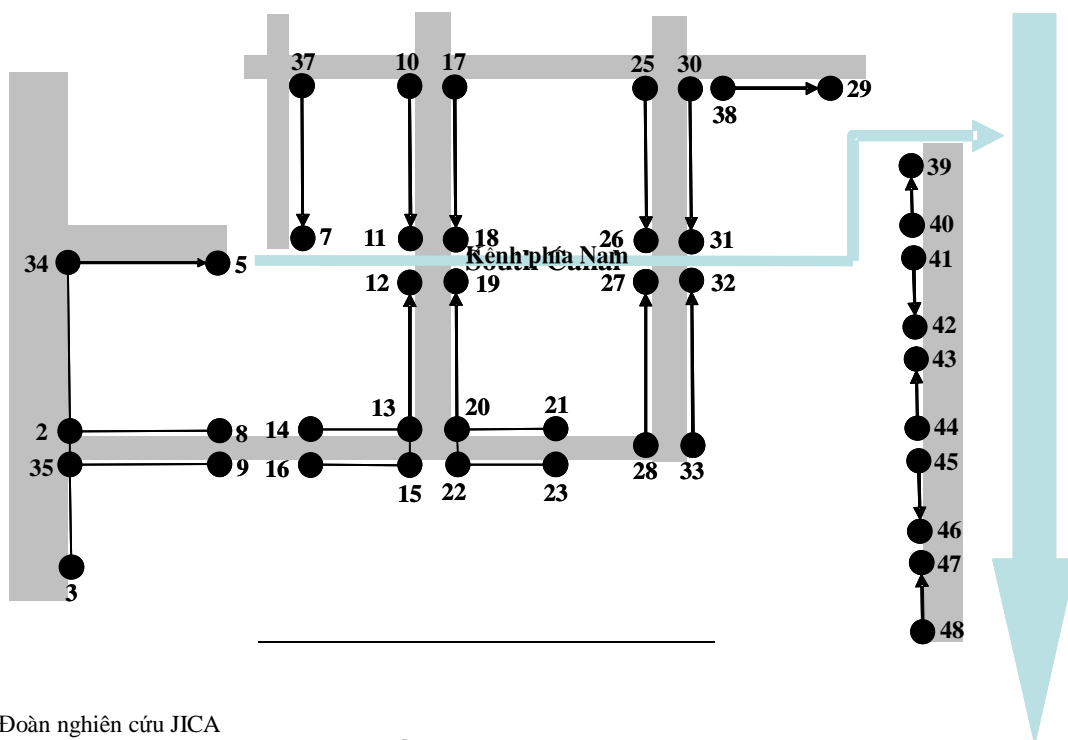 37 10 17 25 30
38 29
39
40
34 5 7 11 18 26 31 41
Kênh phía Nam
South Canal
12 19 27 32
42
43
2 8 14 13 20 21 44
35 9 16 15 22 23 28 33 45
46
47
3
48
Đoàn nghiên cứu JICA